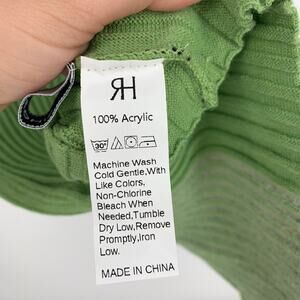 RH
100% Acrylic
30°
Machine Wash
Cold Gentle,With
Like Colors,
Non-Chlorine
Bleach When
Needed,Tumble
Dry Low,Remove
Promptly,Iron
Low.
MADE IN CHINA